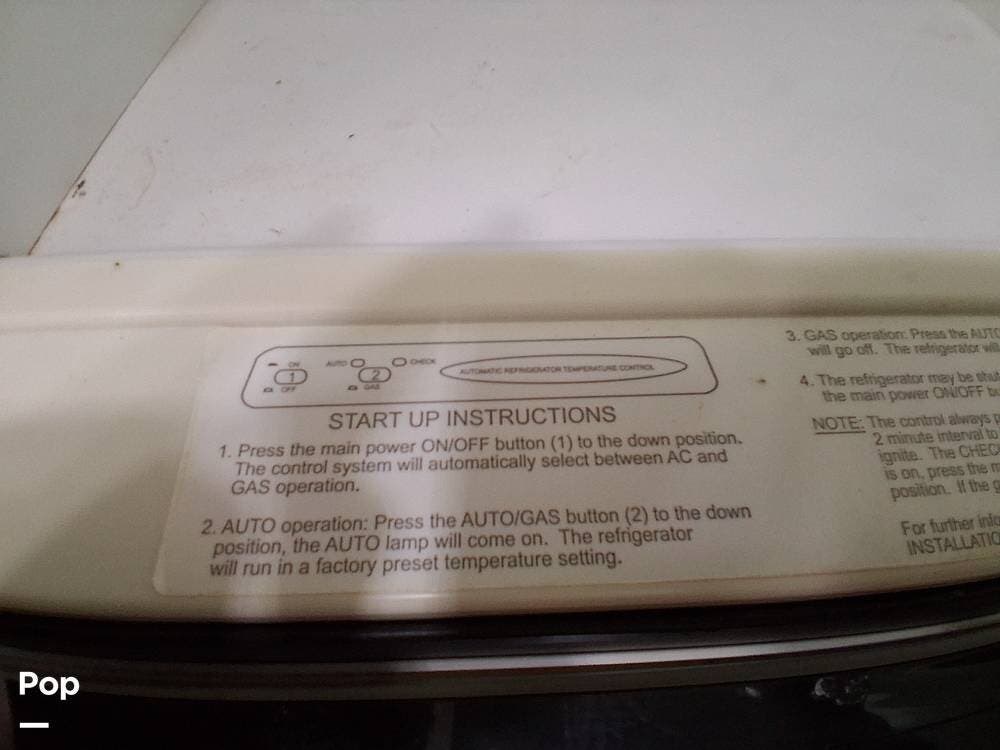 ON
1
OFF
AUTO
CHECK
2
GAS
AUTOMATIC REFRIGERATOR TEMPERATURE CONTROL
START UP INSTRUCTIONS
1. Press the main power ON/OFF button (1) to the down position.
The control system will automatically select between AC and
GAS operation.
2. AUTO operation: Press the AUTO/GAS button (2) to the down
position, the AUTO lamp will come on. The refrigerator
will run in a factory preset temperature setting.
3. GAS operation: Press the AUTO
will go off. The refrigerator
4. The refrigerator may be
the main power ON/OFF
NOTE: The control always
2 minute interval to
ignite. The CHEC
is on, press the
position. If the
For further
INSTALLATIO
Pop